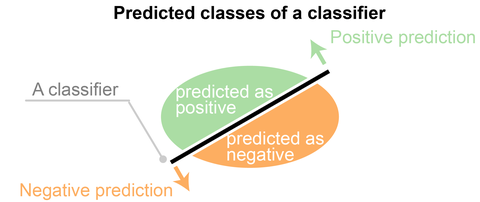 Predicted classes of a classifier
Positive prediction
A classifier
predicted as
positive
predicted as
negative
Negative prediction